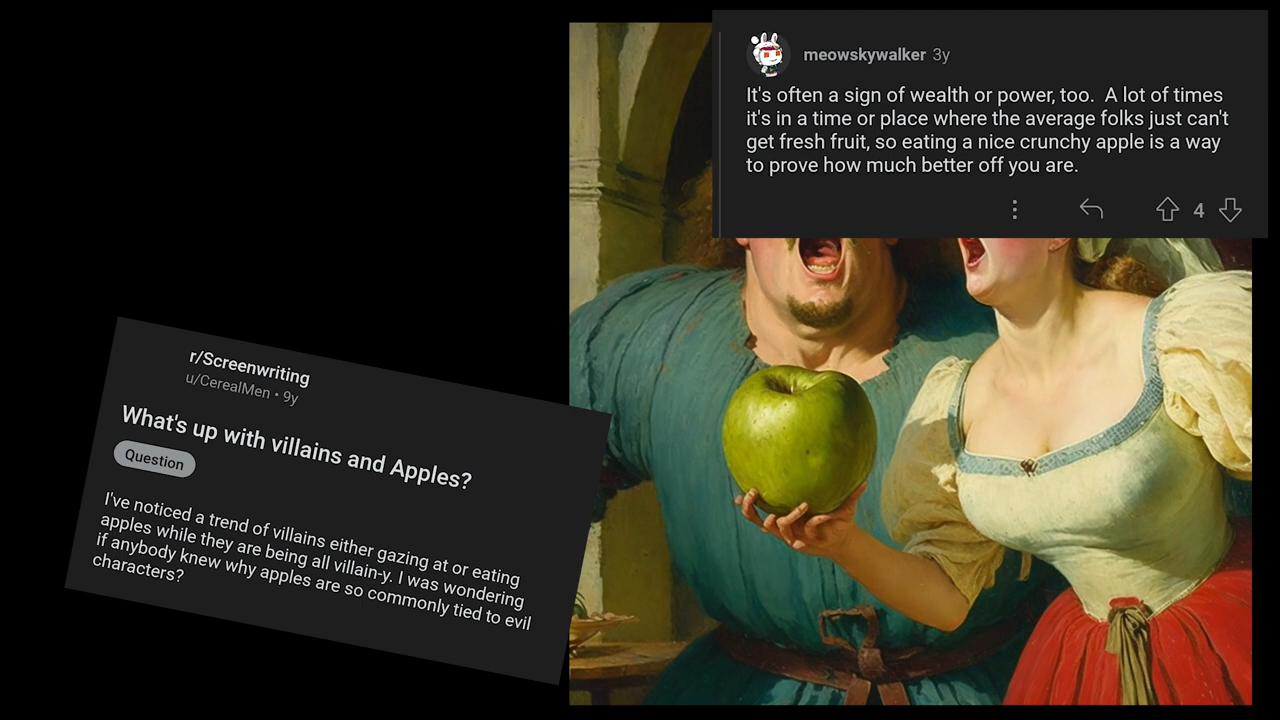 r/Screenwriting
u/CerealMen • 9y
What's up with villains and Apples?
Question
I've noticed a trend of villains either gazing at or eating
apples while they are being all villain-y. I was wondering
if anybody knew why apples are so commonly tied to evil
characters?
meowskywalker 3y
It's often a sign of wealth or power, too.  A lot of times
it's in a time or place where the average folks just can't
get fresh fruit, so eating a nice crunchy apple is a way
to prove how much better off you are.
4